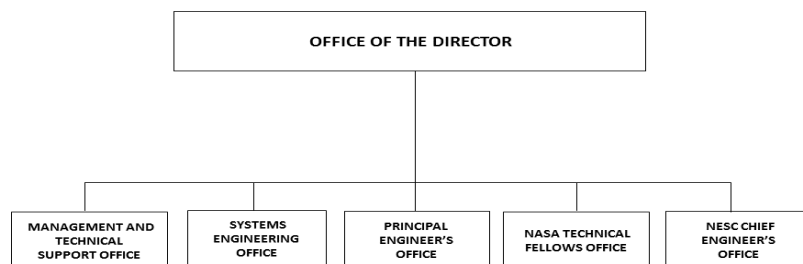 OFFICE OF THE DIRECTOR
MANAGEMENT AND
TECHNICAL
SUPPORT OFFICE
SYSTEMS
ENGINEERING
OFFICE
PRINCIPAL
ENGINEER'S
OFFICE
NASA TECHNICAL
FELLOWS OFFICE
NESC CHIEF
ENGINEER'S
OFFICE